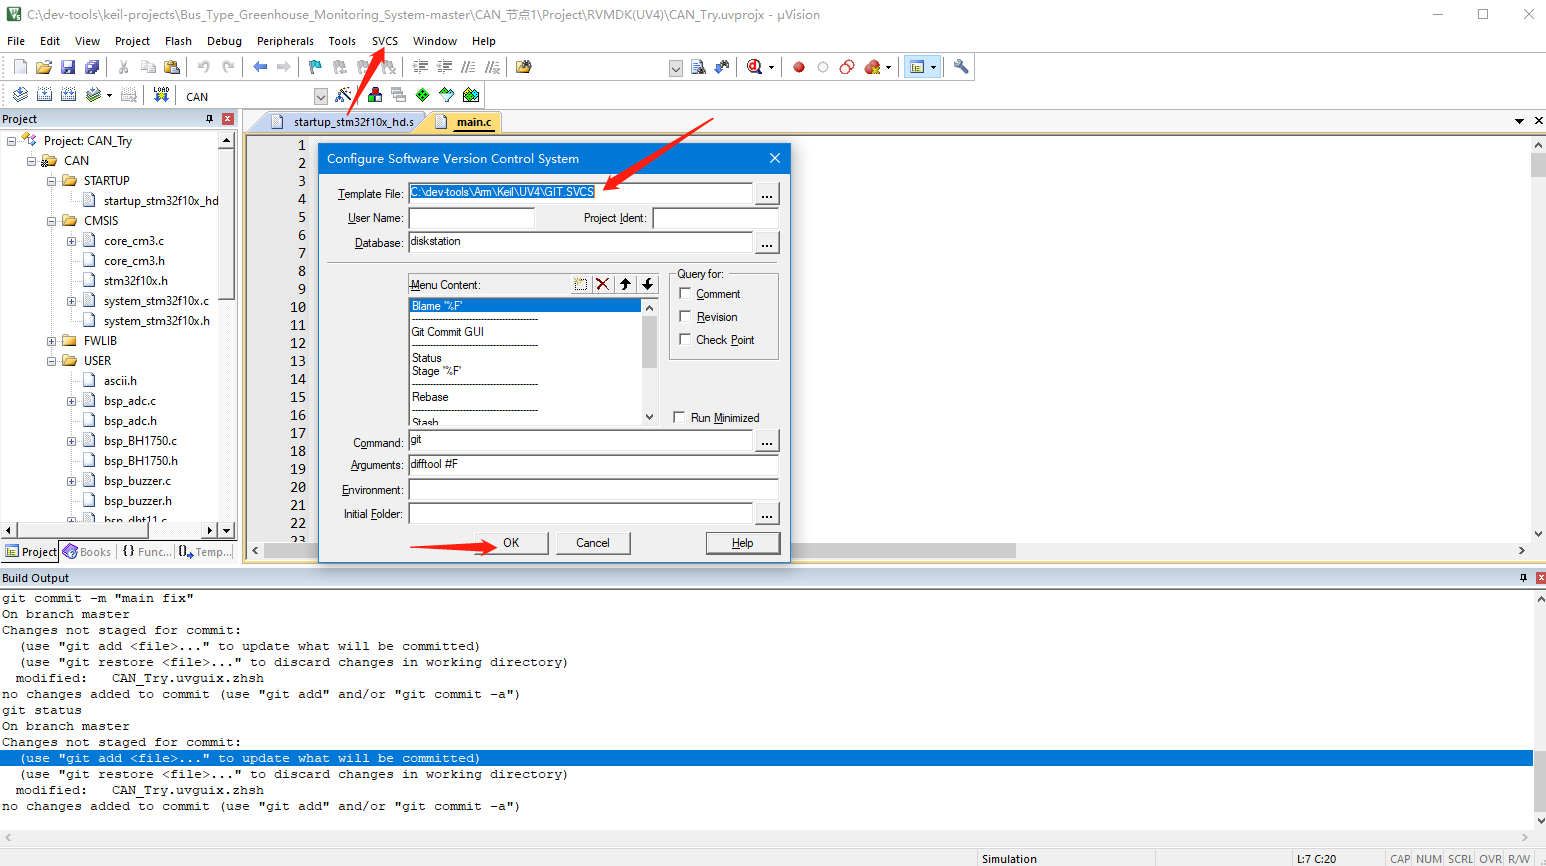 C:\dev-tools\keil-projects\Bus_Type_Greenhouse_Monitoring_System-master\CAN_节点1\Project\RVMDK(UV4)\CAN_Try.uvprojx - µVision
File Edit View Project Flash Debug Peripherals Tools SVCS Window Help
LOAD CAN
Project
startup_stm32f10x_hd.s main.c
Project: CAN_Try
CAN
STARTUP
startup_stm32f10x_hd
CMSIS
core_cm3.c
core_cm3.h
stm32f10x.h
system_stm32f10x.c
system_stm32f10x.h
FWLIB
USER
ascii.h
bsp_adc.c
bsp_adc.h
bsp_BH1750.c
bsp_BH1750.h
bsp_buzzer.c
bsp_buzzer.h
bsp_dht11.c
Project Books {} Func... Temp...
1
2
3
4
5
6
7
8
9
10
11
12
13
14
15
16
17
18
19
20
21
22
23
Configure Software Version Control System
Template File: C:\dev-tools\Arm\Keil\UV4\GIT.SVCS ...
User Name: Project Ident:
Database: diskstation ...
Menu Content:
Query for:
Blame '%F'
Git Commit GUI
Status
Stage '%F'
Rebase
Stash
Comment
Revision
Check Point
Run Minimized
Command: git ...
Arguments: difftool #F
Environment:
Initial Folder: ...
OK Cancel Help
Build Output
git commit -m "main fix"
On branch master
Changes not staged for commit:
(use "git add <file>..." to update what will be committed)
(use "git restore <file>..." to discard changes in working directory)
modified: CAN_Try.uvguix.zhsh
no changes added to commit (use "git add" and/or "git commit -a")
git status
On branch master
Changes not staged for commit:
(use "git add <file>..." to update what will be committed)
(use "git restore <file>..." to discard changes in working directory)
modified: CAN_Try.uvguix.zhsh
no changes added to commit (use "git add" and/or "git commit -a")
Simulation L:7 C:20 CAP NUM SCRL OVR R/W